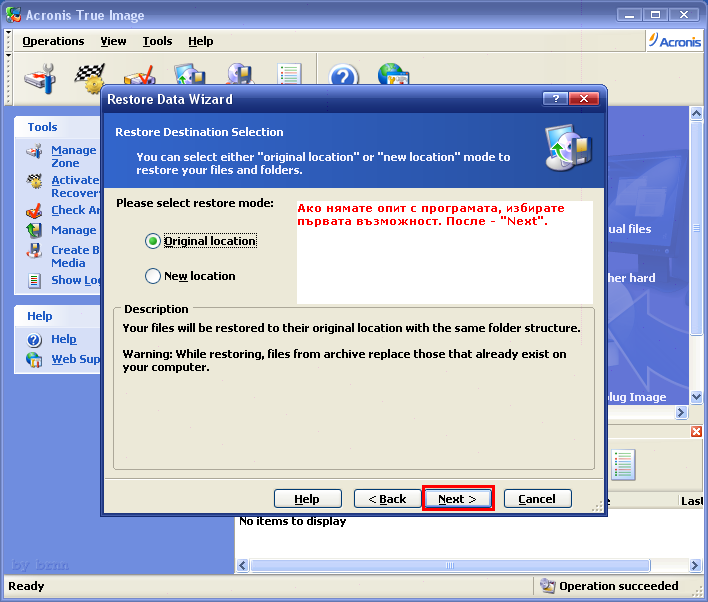 Acronis True Image
Operations View Tools Help
Acronis
Restore Data Wizard
Restore Destination Selection
You can select either "original location" or "new location" mode to
restore your files and folders.
Tools
Manage
Zone
Activate
Recover
Check Ar
Manage
Create B
Media
Show Log
Help
Help
Web Sup
Please select restore mode:
Original location
New location
Ако нямате опит с програмата, избирате
първата възможност. После - "Next".
Description
Your files will be restored to their original location with the same folder structure.
Warning: While restoring, files from archive replace those that already exist on
your computer.
ual files
her hard
lug Image
Help
< Back
Next >
Cancel
Last
No items to display
Ready
Operation succeeded